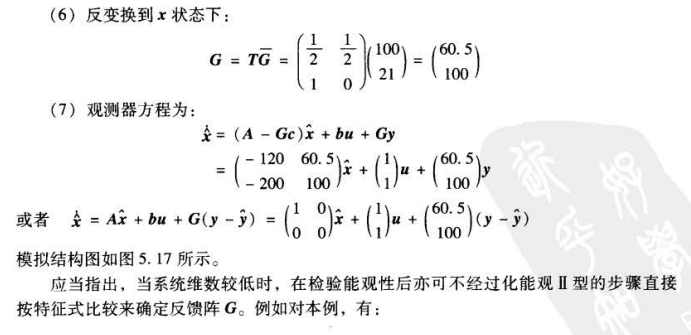 (6) 反变换到 x 状态下：
G = TḠ = \begin{pmatrix} \frac{1}{2} & \frac{1}{2} \\ 1 & 0 \end{pmatrix} \begin{pmatrix} 100 \\ 21 \end{pmatrix} = \begin{pmatrix} 60.5 \\ 100 \end{pmatrix}
(7) 观测器方程为：
\dot{\hat{x}} = (A - Gc)\hat{x} + bu + Gy
= \begin{pmatrix} -120 & 60.5 \\ -200 & 100 \end{pmatrix} \hat{x} + \begin{pmatrix} 1 \\ 1 \end{pmatrix} u + \begin{pmatrix} 60.5 \\ 100 \end{pmatrix} y
或者 \dot{\hat{x}} = A\hat{x} + bu + G(y - \hat{y}) = \begin{pmatrix} 1 & 0 \\ 0 & 0 \end{pmatrix} \hat{x} + \begin{pmatrix} 1 \\ 1 \end{pmatrix} u + \begin{pmatrix} 60.5 \\ 100 \end{pmatrix} (y - \hat{y})
模拟结构图如图 5.17 所示。
应当指出，当系统维数较低时，在检验能观性后亦可不经过化能观 Ⅱ 型的步骤直接
按特征式比较来确定反馈阵 G。例如对本例，有：